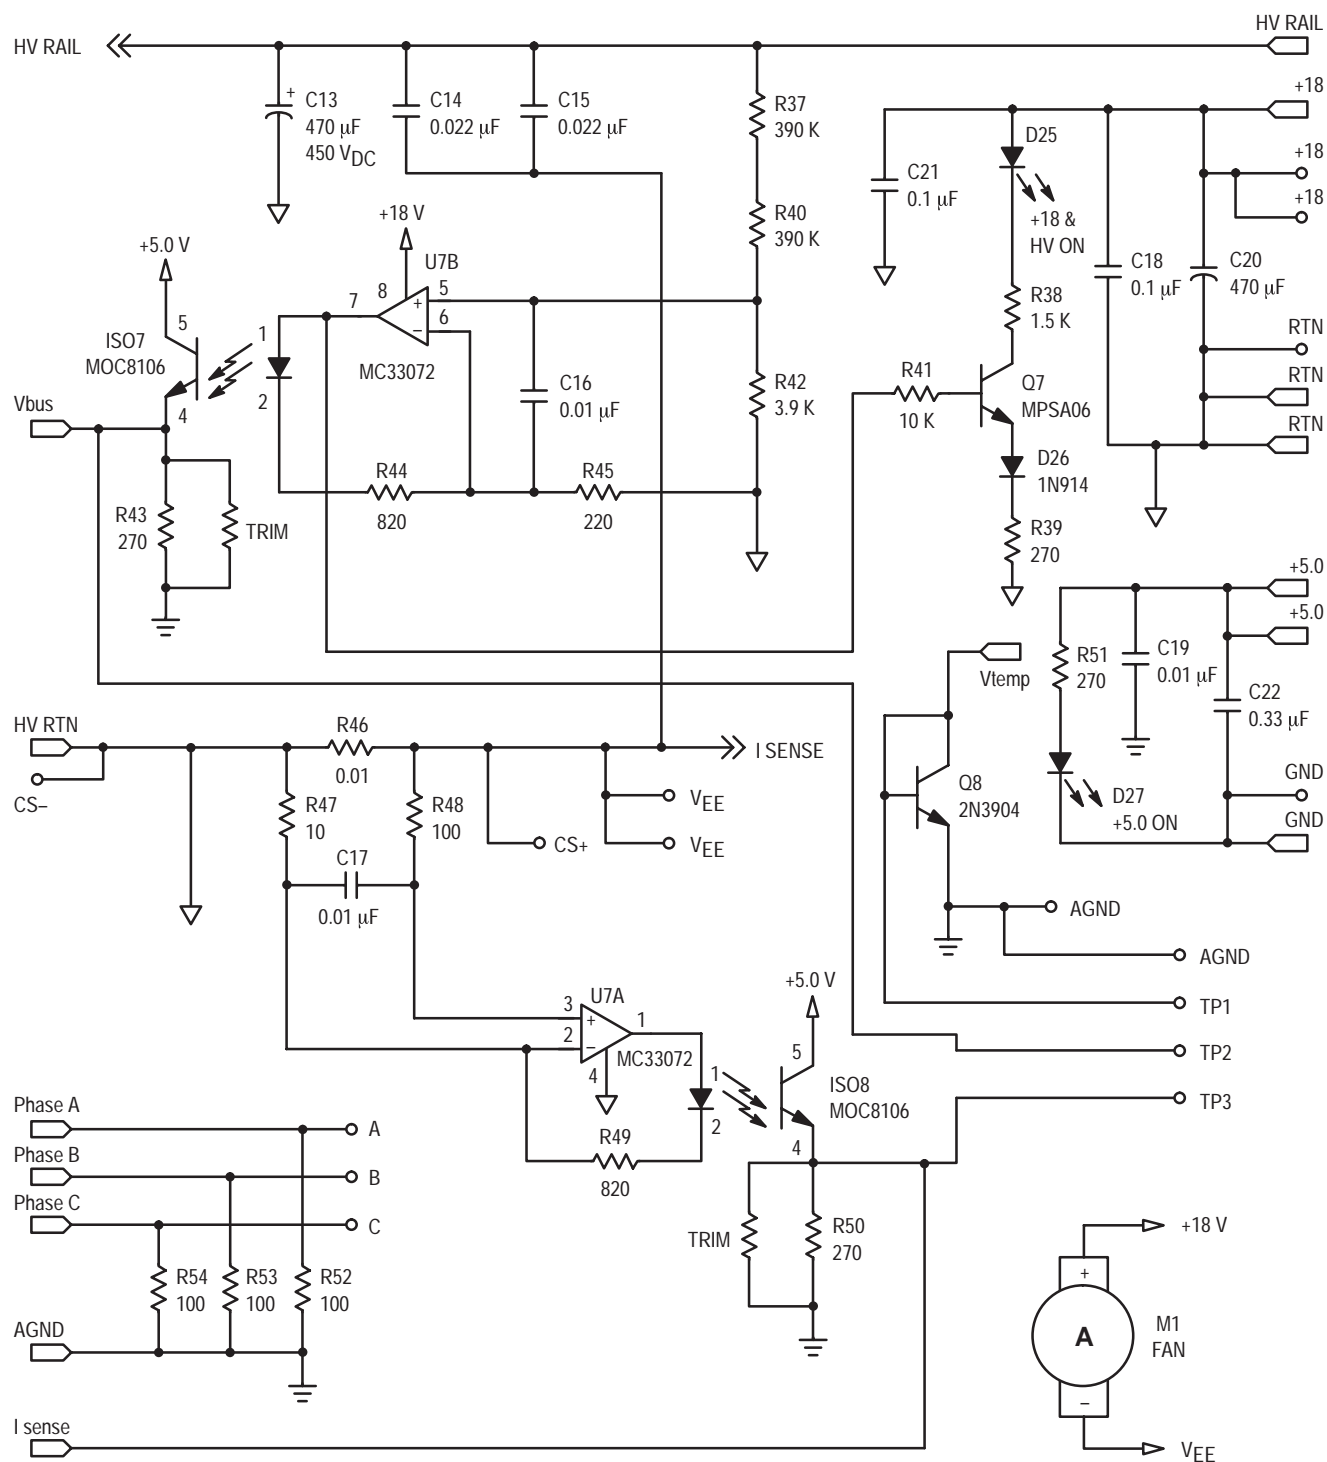 HV RAIL
HV RAIL
+ C13
470 µF
450 VDC
C14
0.022 µF
C15
0.022 µF
R37
390 K
R40
390 K
+18
+18
+18
D25
+18 &
HV ON
C21
0.1 µF
C18
0.1 µF
C20
470 µF
R38
1.5 K
RTN
RTN
RTN
+18 V
U7B
7
8
+
5
−
6
MC33072
+5.0 V
5
ISO7
MOC8106
1
2
4
Vbus
C16
0.01 µF
R42
3.9 K
R41
10 K
Q7
MPSA06
D26
1N914
R39
270
R44
820
R45
220
R43
270
TRIM
+5.0
+5.0
R51
270
C19
0.01 µF
C22
0.33 µF
D27
+5.0 ON
GND
GND
Vtemp
Q8
2N3904
HV RTN
CS–
R46
0.01
I SENSE
R47
10
R48
100
C17
0.01 µF
CS+
VEE
VEE
AGND
AGND
TP1
TP2
TP3
U7A
3
+
2
−
1
4
MC33072
1
2
+5.0 V
5
ISO8
MOC8106
4
R49
820
TRIM
R50
270
Phase A
A
Phase B
B
Phase C
C
R54
100
R53
100
R52
100
AGND
I sense
+18 V
+
A
−
M1
FAN
VEE